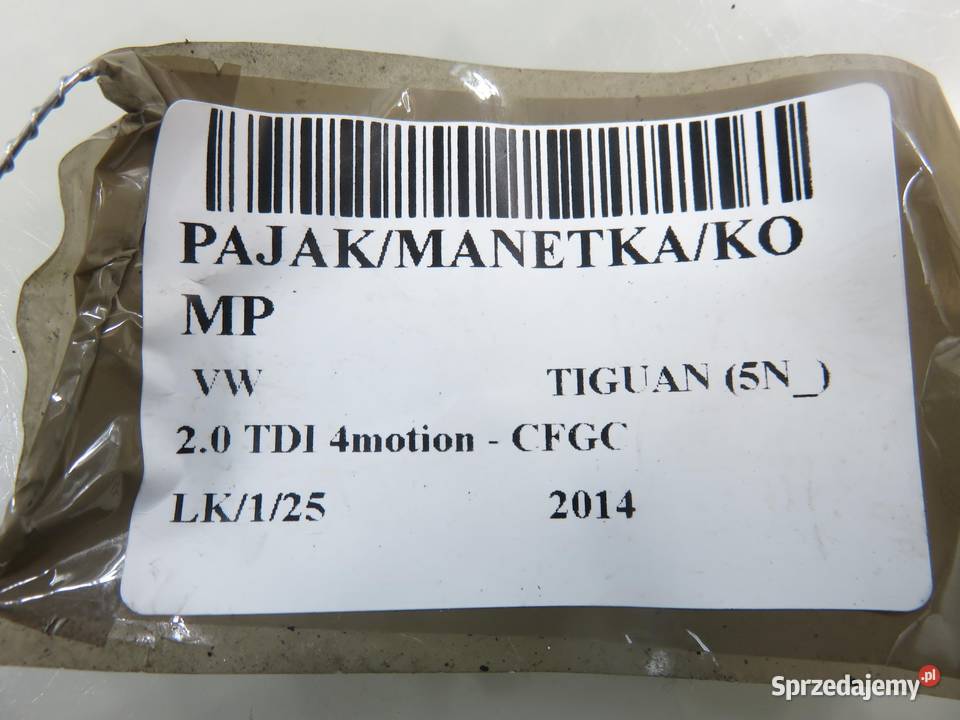 PAJAK/MANETKA/KO
MP
VW TIGUAN (5N_)
2.0 TDI 4motion - CFGC
LK/1/25 2014
Sprzedajemy.pl